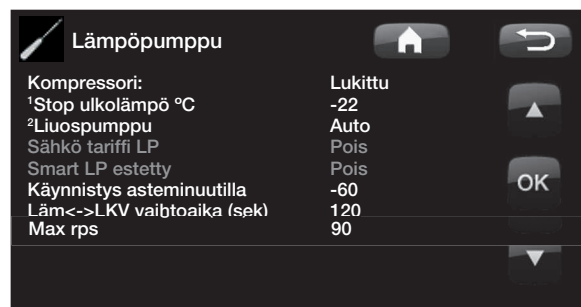 Lämpöpumppu
Kompressori: Lukittu
¹Stop ulkolämpö ºC -22
²Liuospumppu Auto
Sähkö tariffi LP Pois
Smart LP estetty Pois
Käynnistys asteminuutilla -60
Läm<->LKV vaihtoaika (sek) 120
Max rps 90
OK